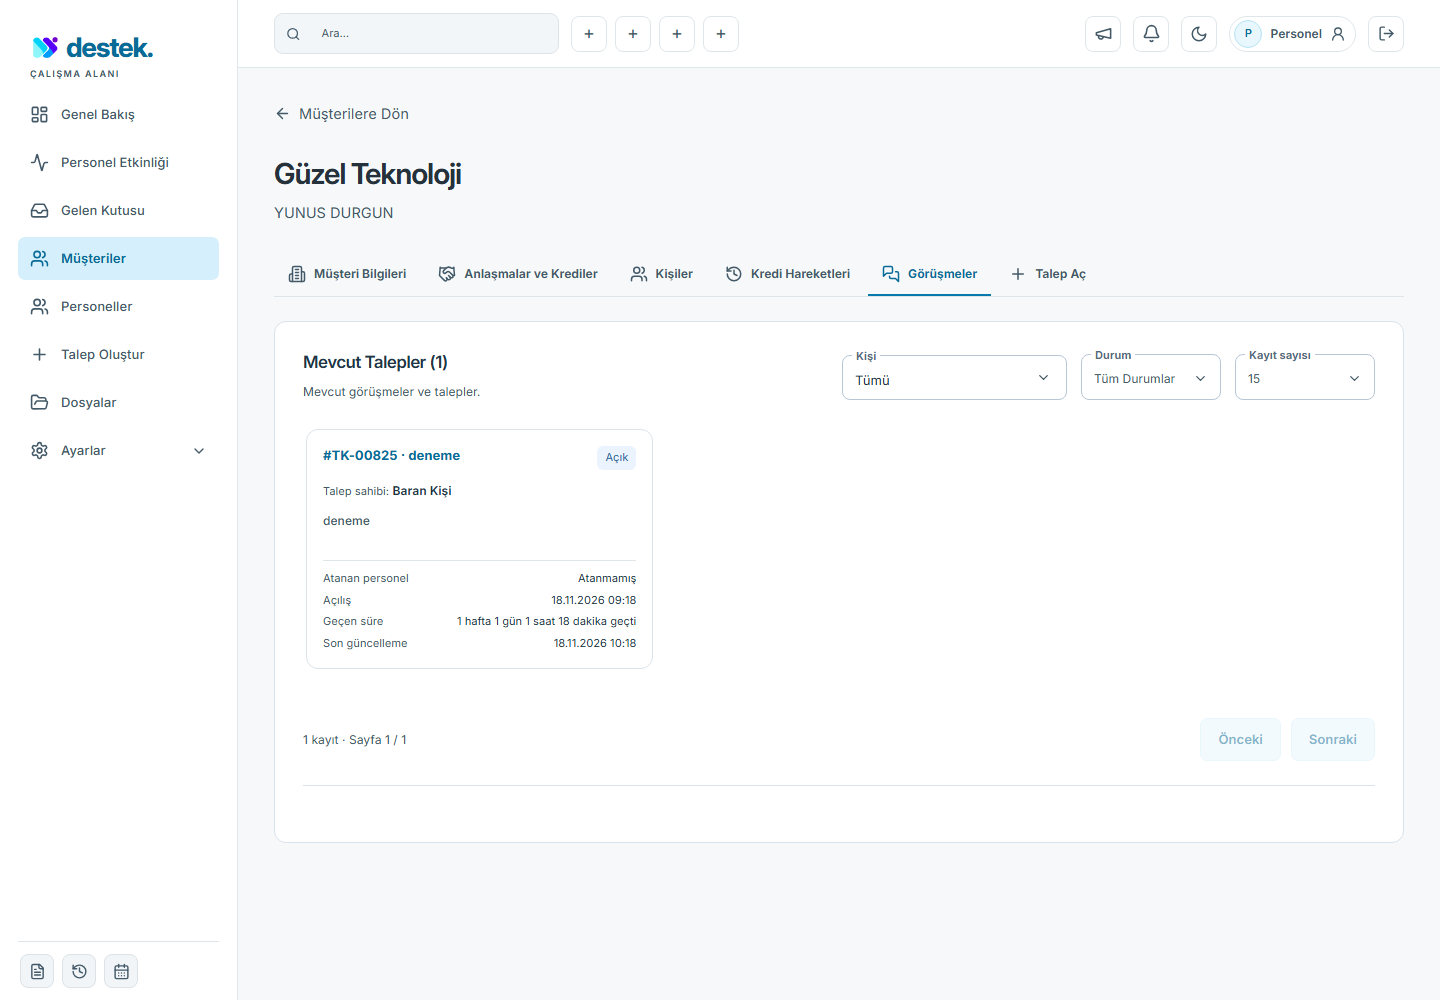 destek.
ÇALIŞMA ALANI
Genel Bakış
Personel Etkinliği
Gelen Kutusu
Müşteriler
Personeller
Talep Oluştur
Dosyalar
Ayarlar
Ara...
P Personel
Müşterilere Dön
Güzel Teknoloji
YUNUS DURGUN
Müşteri Bilgileri
Anlaşmalar ve Krediler
Kişiler
Kredi Hareketleri
Görüşmeler
Talep Aç
Mevcut Talepler (1)
Mevcut görüşmeler ve talepler.
Kişi
Tümü
Durum
Tüm Durumlar
Kayıt sayısı
15
#TK-00825 · deneme
Açık
Talep sahibi: Baran Kişi
deneme
Atanan personel Atanmamış
Açılış 18.11.2026 09:18
Geçen süre 1 hafta 1 gün 1 saat 18 dakika geçti
Son güncelleme 18.11.2026 10:18
1 kayıt · Sayfa 1 / 1
Önceki
Sonraki